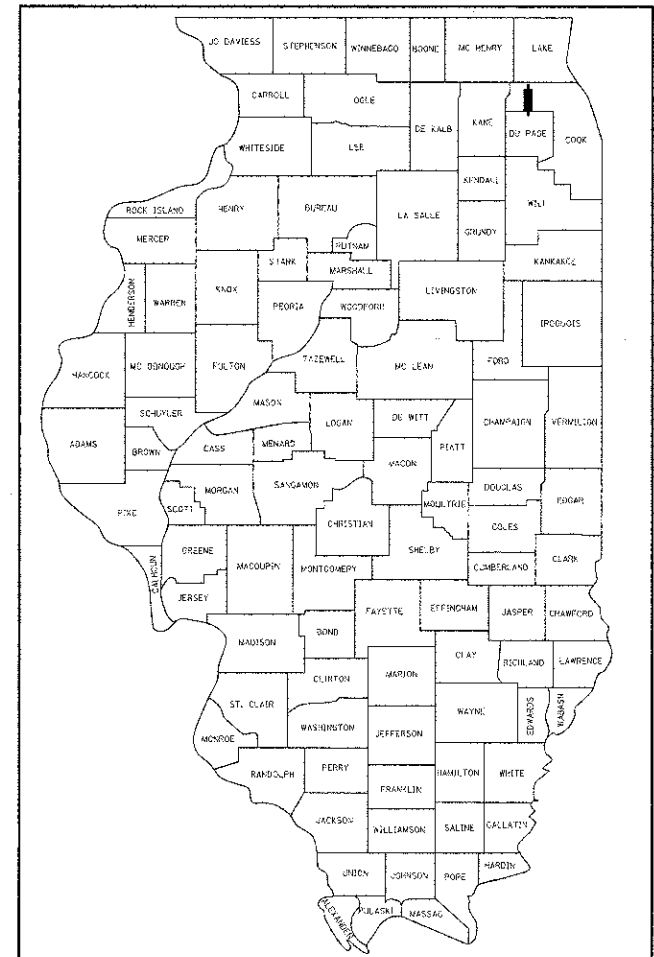 JO DAVIESS STEPHENSON WINNEBAGO BOONE MC HENRY LAKE
CARROLL OGLE
DE KALB KANE DU PAGE COOK
WHITESIDE LEE
KENDALL
ROCK ISLAND HENRY BUREAU LA SALLE GRUNDY WILL
MERCER PUTNAM
STARK MARSHALL KANKAKEE
HENDERSON WARREN KNOX PEORIA WOODFORD LIVINGSTON IROQUOIS
HANCOCK MC DONOUGH FULTON TAZEWELL MC LEAN FORD
SCHUYLER MASON
ADAMS BROWN CASS MENARD LOGAN DE WITT PIATT CHAMPAIGN VERMILION
MACON
PIKE SCOTT MORGAN SANGAMON MOULTRIE DOUGLAS EDGAR
CHRISTIAN COLES
CALHOUN GREENE MACOUPIN MONTGOMERY SHELBY CUMBERLAND CLARK
JERSEY FAYETTE EFFINGHAM JASPER CRAWFORD
MADISON BOND
CLAY RICHLAND LAWRENCE
CLINTON MARION
ST. CLAIR WAYNE EDWARDS WABASH
MONROE WASHINGTON JEFFERSON
RANDOLPH PERRY HAMILTON WHITE
FRANKLIN
JACKSON WILLIAMSON SALINE GALLATIN
UNION JOHNSON POPE HARDIN
ALEXANDER PULASKI MASSAC